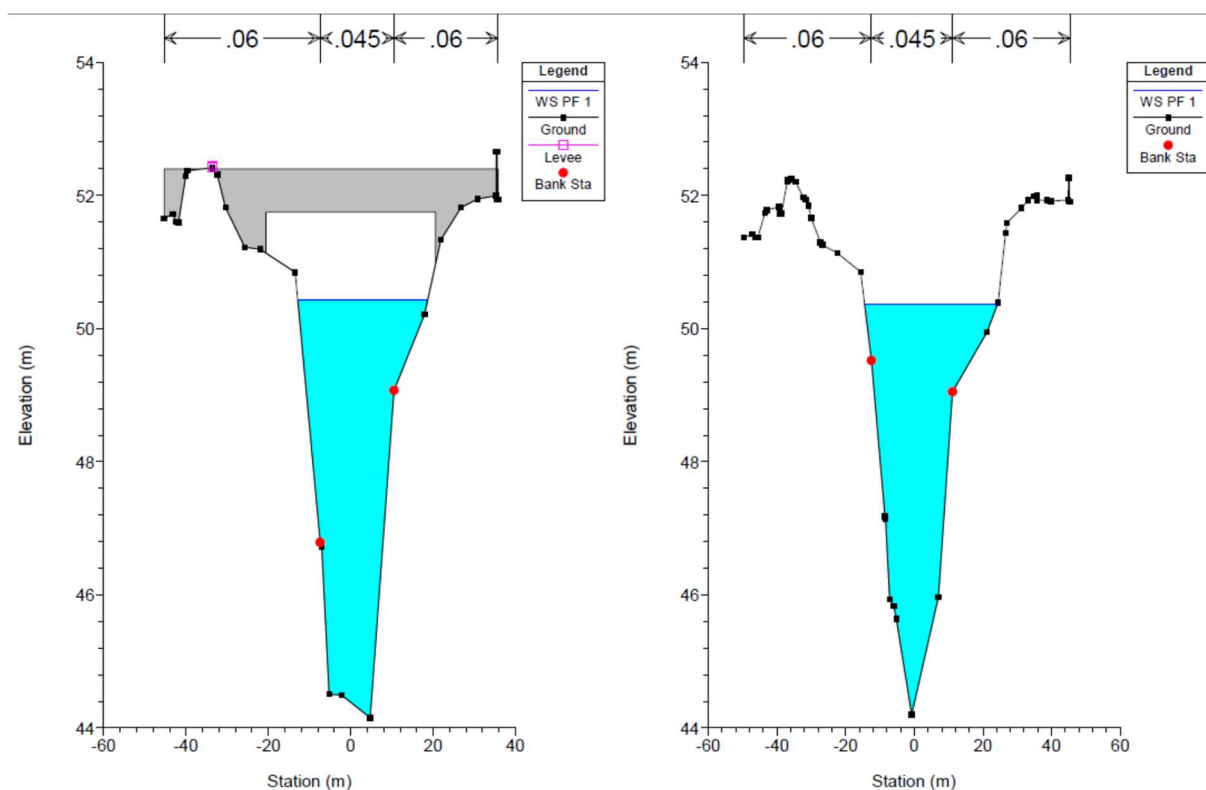 .06 .045 .06
54
52
50
48
46
44
-60 -40 -20 0 20 40
Elevation (m)
Station (m)
Legend
WS PF 1
Ground
Levee
Bank Sta
.06 .045 .06
54
52
50
48
46
44
-60 -40 -20 0 20 40 60
Elevation (m)
Station (m)
Legend
WS PF 1
Ground
Bank Sta